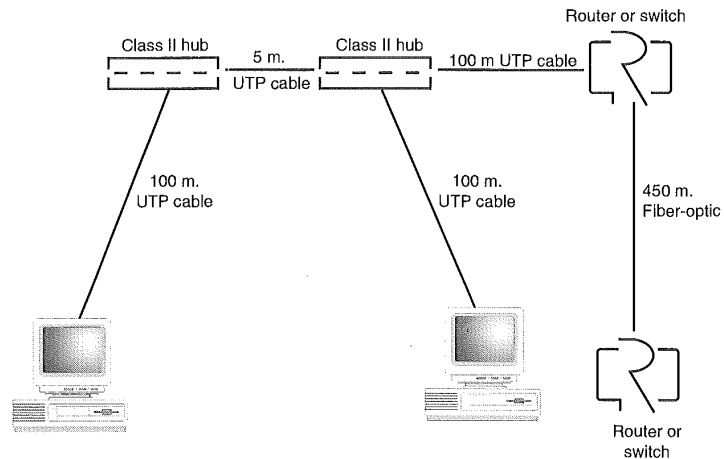 Router or switch
Class II hub
5 m.
UTP cable
Class II hub
100 m UTP cable
100 m.
UTP cable
100 m.
UTP cable
450 m.
Fiber-optic
Router or
switch